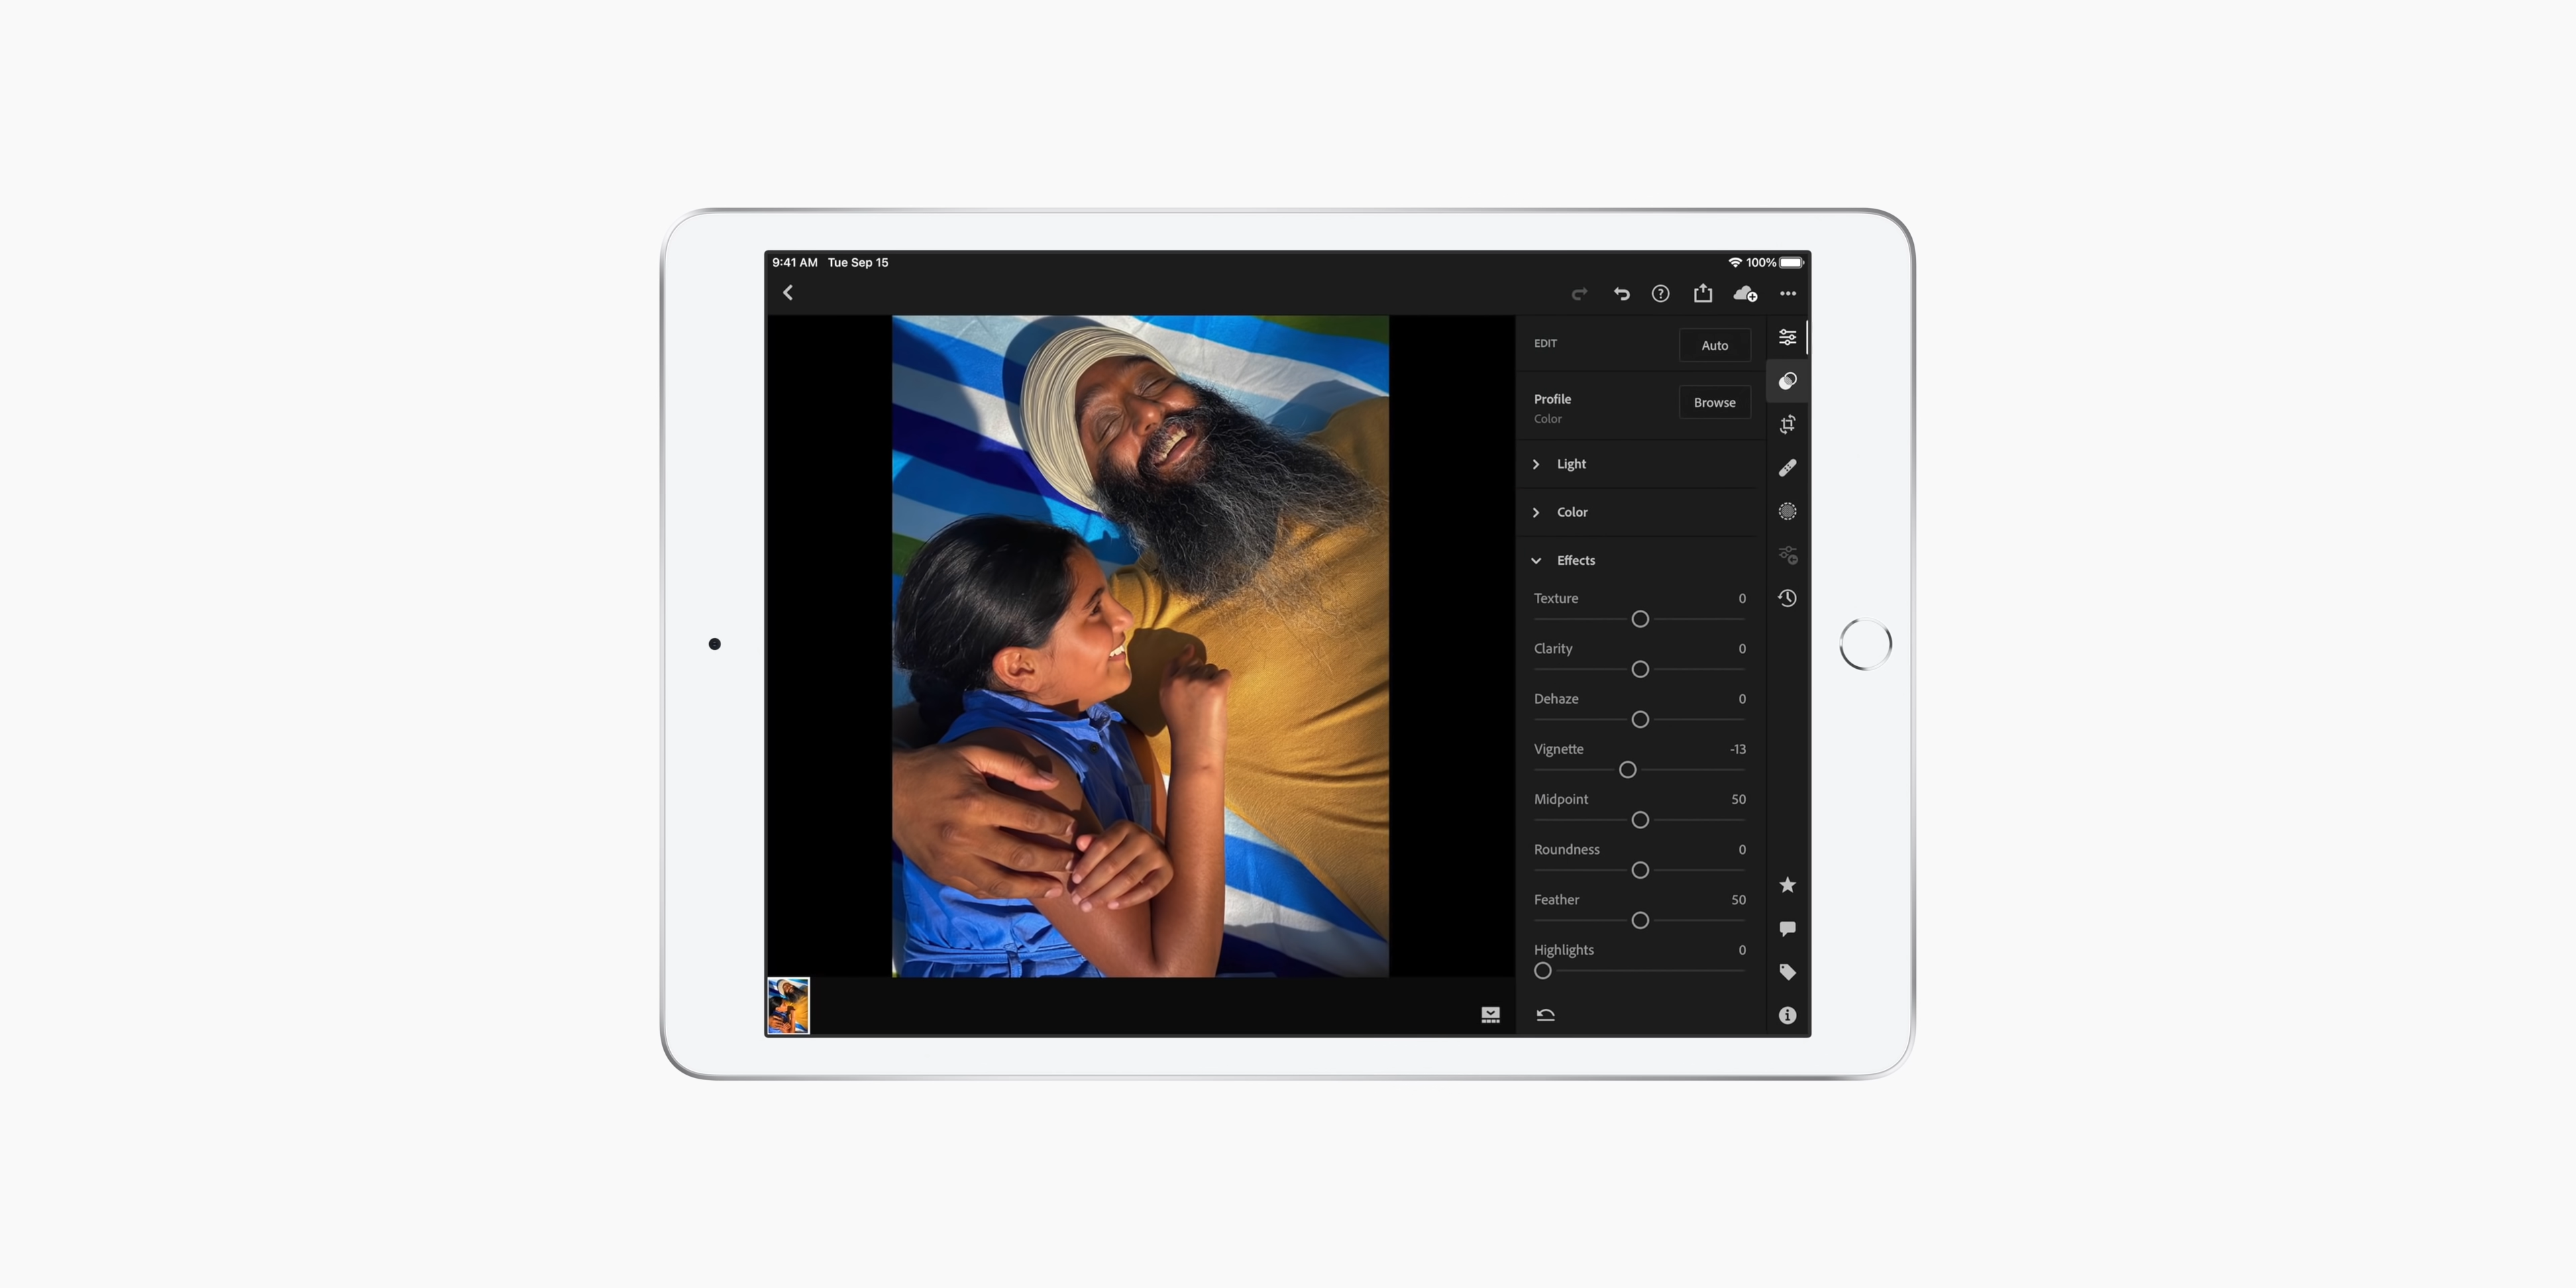 9:41 AM Tue Sep 15
100%
EDIT
Auto
Profile
Browse
Color
Light
Color
Effects
Texture 0
Clarity 0
Dehaze 0
Vignette -13
Midpoint 50
Roundness 0
Feather 50
Highlights 0